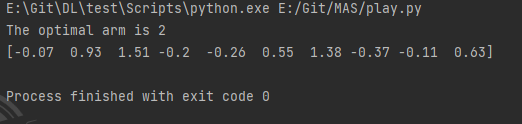 E:\Git\DL\test\Scripts\python.exe E:/Git/MAS/play.py
The optimal arm is 2
[-0.07  0.93  1.51 -0.2  -0.26  0.55  1.38 -0.37 -0.11  0.63]
Process finished with exit code 0